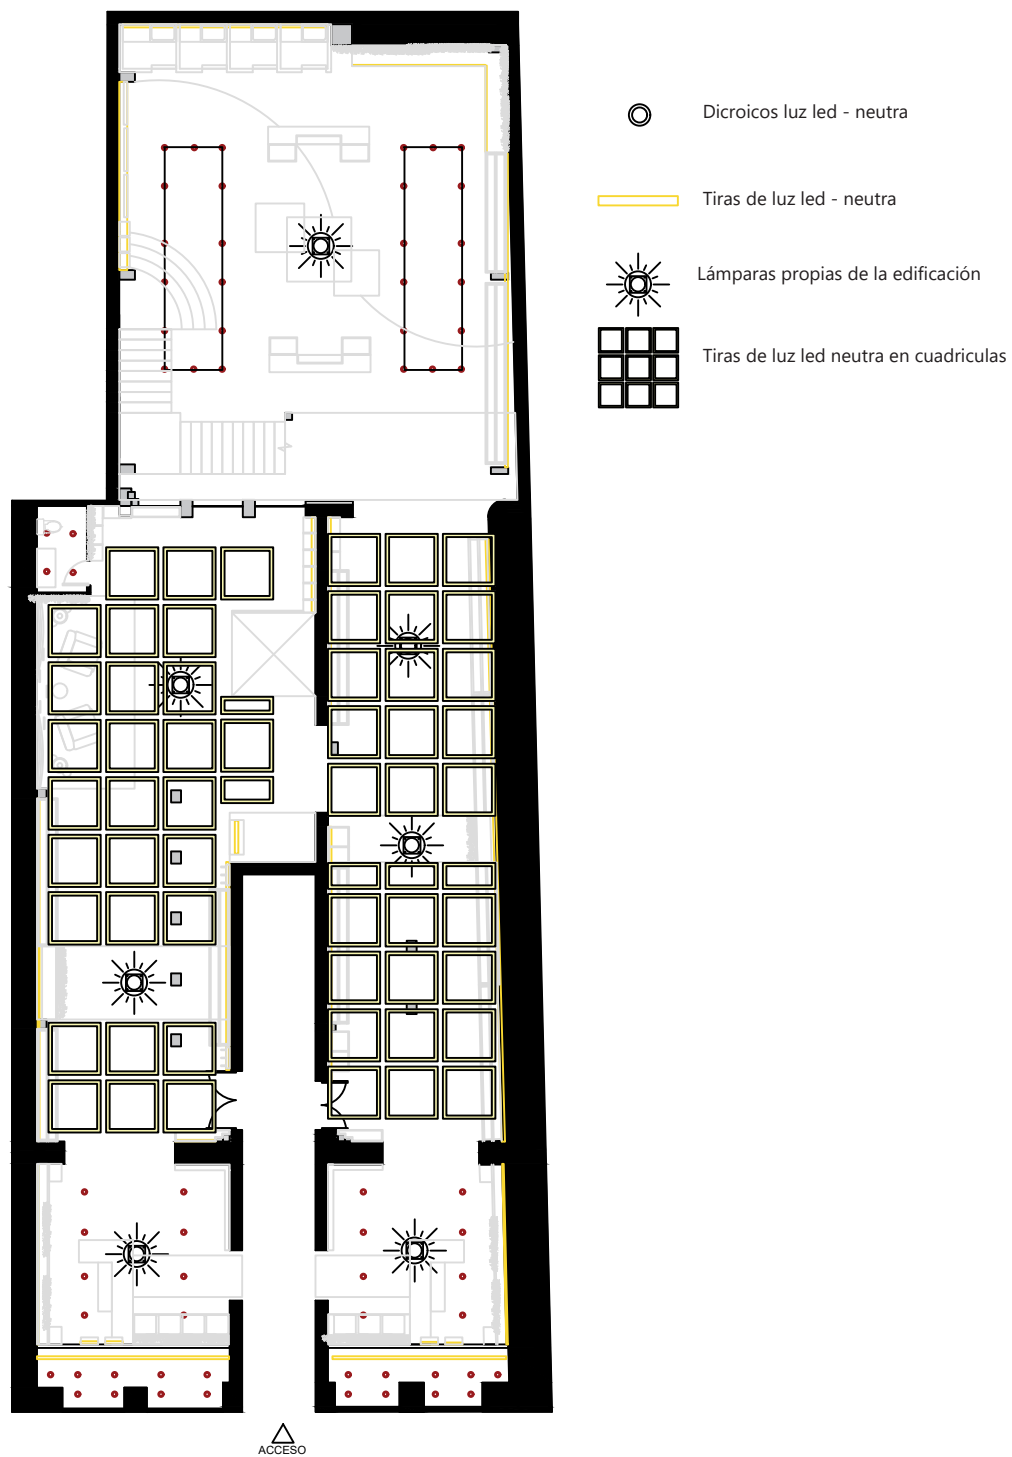 Dicroicos luz led - neutra
Tiras de luz led - neutra
Lámparas propias de la edificación
Tiras de luz led neutra en cuadriculas
ACCESO